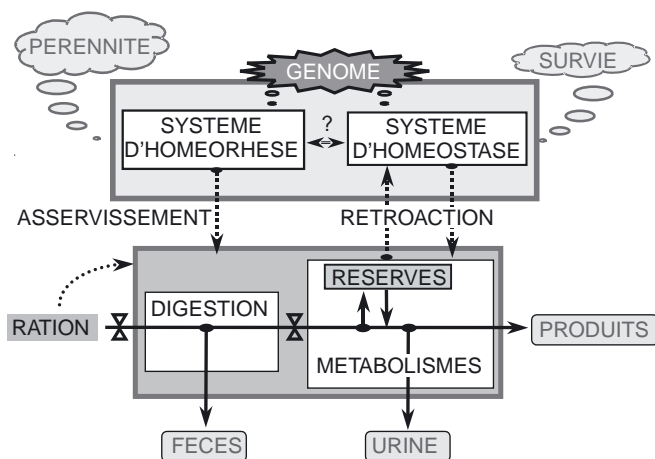 PERENNITE
GENOME
SURVIE
SYSTEME
D'HOMEORHESE
?
SYSTEME
D'HOMEOSTASE
ASSERVISSEMENT
RETROACTION
RESERVES
DIGESTION
RATION
PRODUITS
METABOLISMES
FECES
URINE